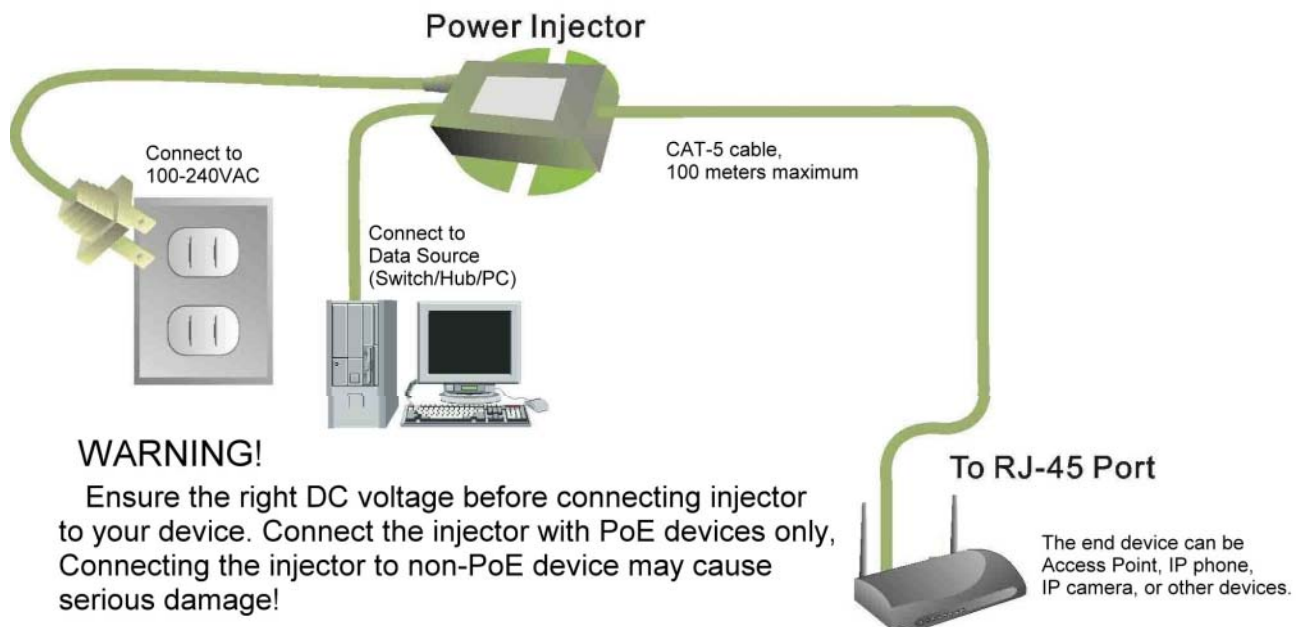 Power Injector
Connect to
100-240VAC
CAT-5 cable,
100 meters maximum
Connect to
Data Source
(Switch/Hub/PC)
WARNING!
Ensure the right DC voltage before connecting injector
to your device. Connect the injector with PoE devices only,
Connecting the injector to non-PoE device may cause
serious damage!
To RJ-45 Port
The end device can be
Access Point, IP phone,
IP camera, or other devices.